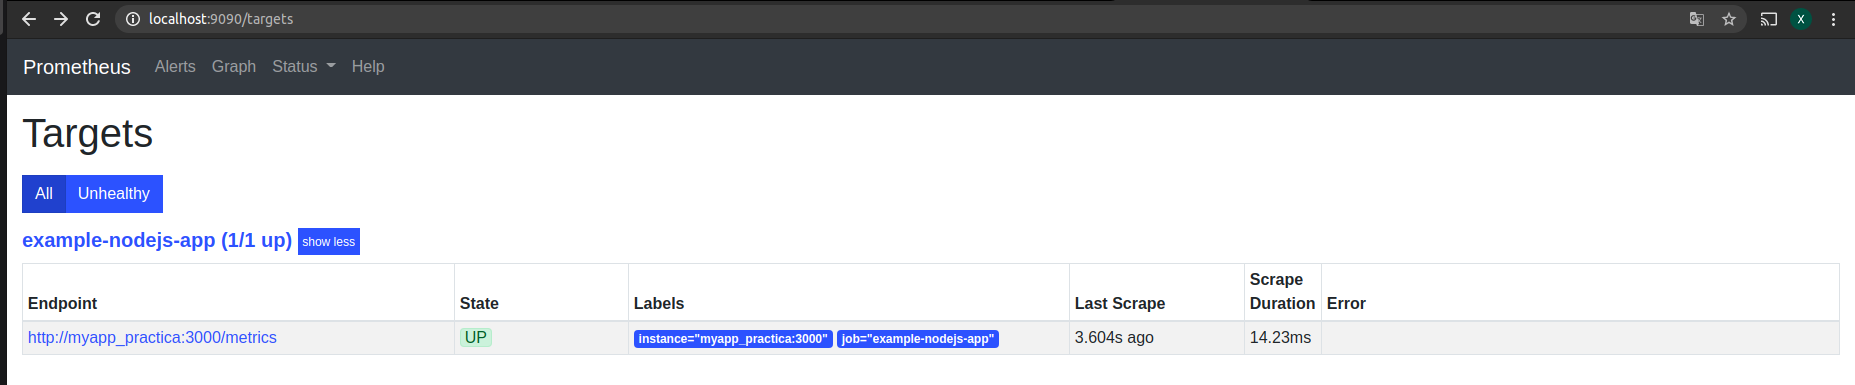 localhost:9090/targets
X
Prometheus Alerts Graph Status Help
Targets
All Unhealthy
example-nodejs-app (1/1 up) show less
Endpoint State Labels Last Scrape Scrape Duration Error
http://myapp_practica:3000/metrics UP instance="myapp_practica:3000" job="example-nodejs-app" 3.604s ago 14.23ms